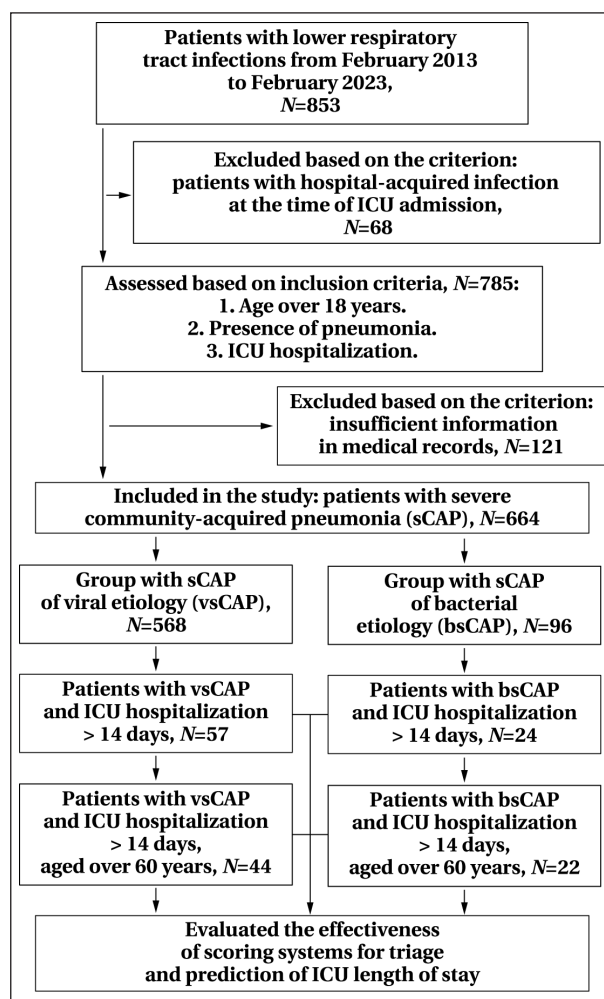 Patients with lower respiratory
tract infections from February 2013
to February 2023,
N=853
Excluded based on the criterion:
patients with hospital-acquired infection
at the time of ICU admission,
N=68
Assessed based on inclusion criteria, N=785:
1. Age over 18 years.
2. Presence of pneumonia.
3. ICU hospitalization.
Excluded based on the criterion:
insufficient information
in medical records, N=121
Included in the study: patients with severe
community-acquired pneumonia (sCAP), N=664
Group with sCAP
of viral etiology (vsCAP),
N=568
Group with sCAP
of bacterial
etiology (bsCAP), N=96
Patients with vsCAP
and ICU hospitalization
> 14 days, N=57
Patients with bsCAP
and ICU hospitalization
> 14 days, N=24
Patients with vsCAP
and ICU hospitalization
> 14 days,
aged over 60 years, N=44
Patients with bsCAP
and ICU hospitalization
> 14 days,
aged over 60 years, N=22
Evaluated the effectiveness
of scoring systems for triage
and prediction of ICU length of stay